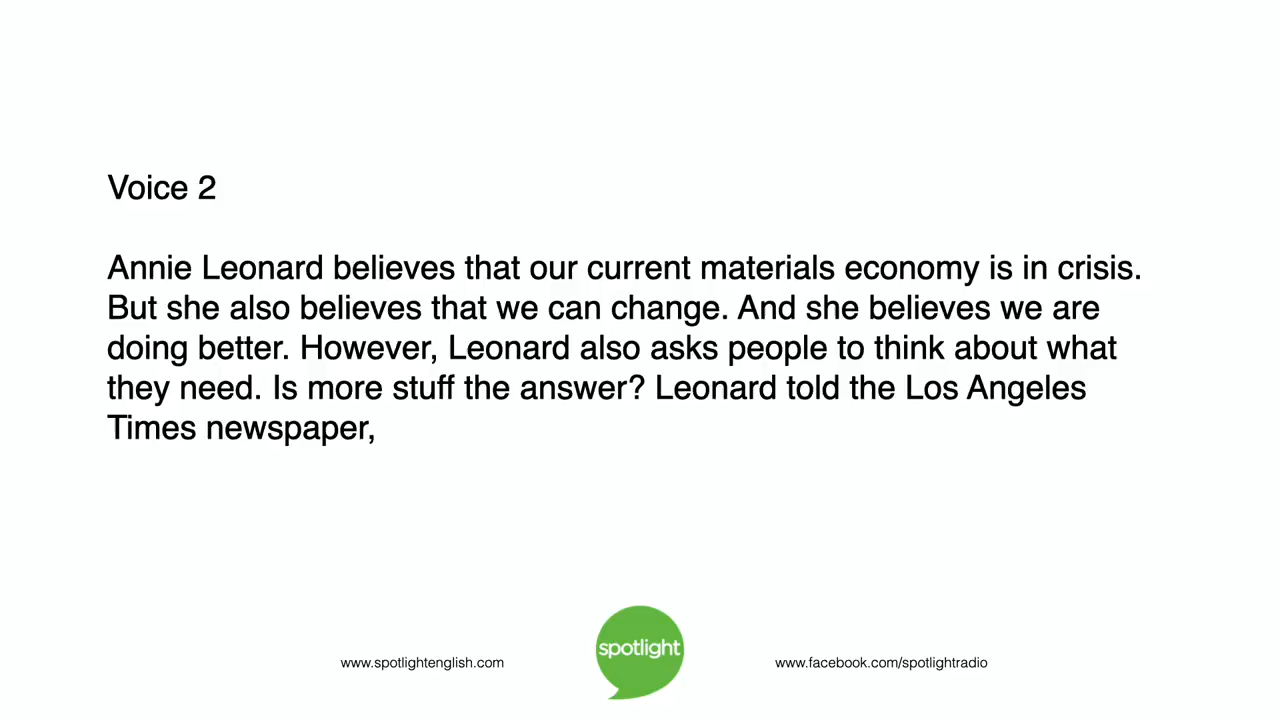 Voice 2
Annie Leonard believes that our current materials economy is in crisis.
But she also believes that we can change. And she believes we are
doing better. However, Leonard also asks people to think about what
they need. Is more stuff the answer? Leonard told the Los Angeles
Times newspaper,
www.spotlightenglish.com
spotlight
www.facebook.com/spotlightradio